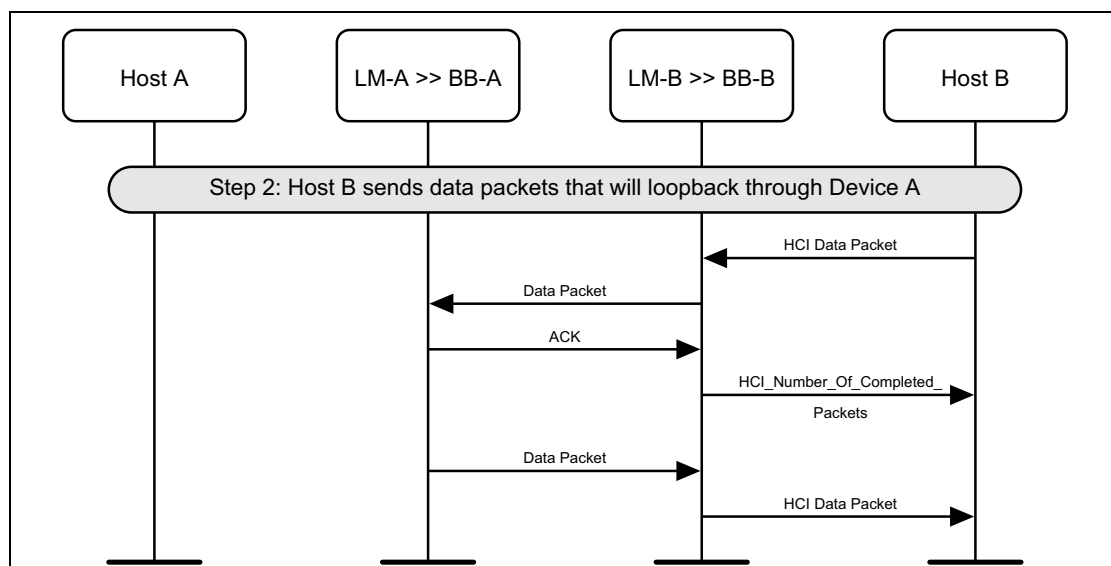 Host A
LM-A >> BB-A
LM-B >> BB-B
Host B
Step 2: Host B sends data packets that will loopback through Device A
HCI Data Packet
Data Packet
ACK
HCI_Number_Of_Completed_
Packets
Data Packet
HCI Data Packet